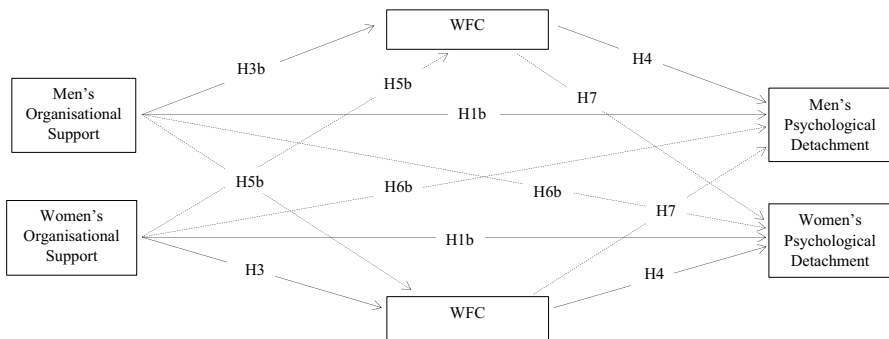 WFC
H3b
H4
H5b
H7
Men's
Organisational
Support
H1b
Men's
Psychological
Detachment
H5b
H6b
H6b
H7
Women's
Organisational
Support
H1b
Women's
Psychological
Detachment
H3
H4
WFC